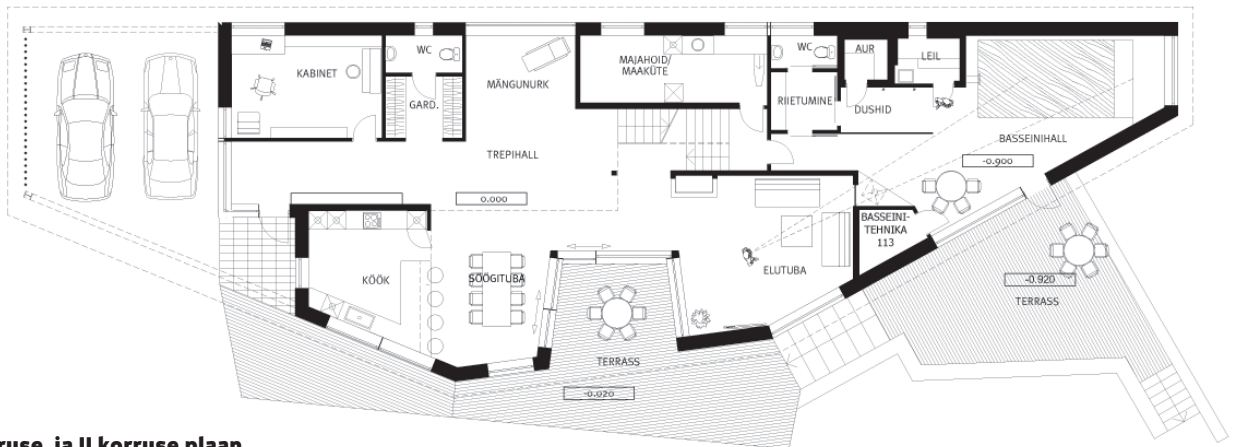 KABINET
WC
GARD.
MÄNGUNURK
MAJAHOID/
MAAKÜTE
WC
RIIETUMINE
AUR
LEIL
DUSHID
BASSEINIHALL
-0.900
TREPIHALL
0.000
BASSEINI-
TEHNIKA
113
KÖÖK
SÖÖGITUBA
ELUTUBA
-0.920
TERRASS
TERRASS
-0.020
ruse ja II korruse plaan